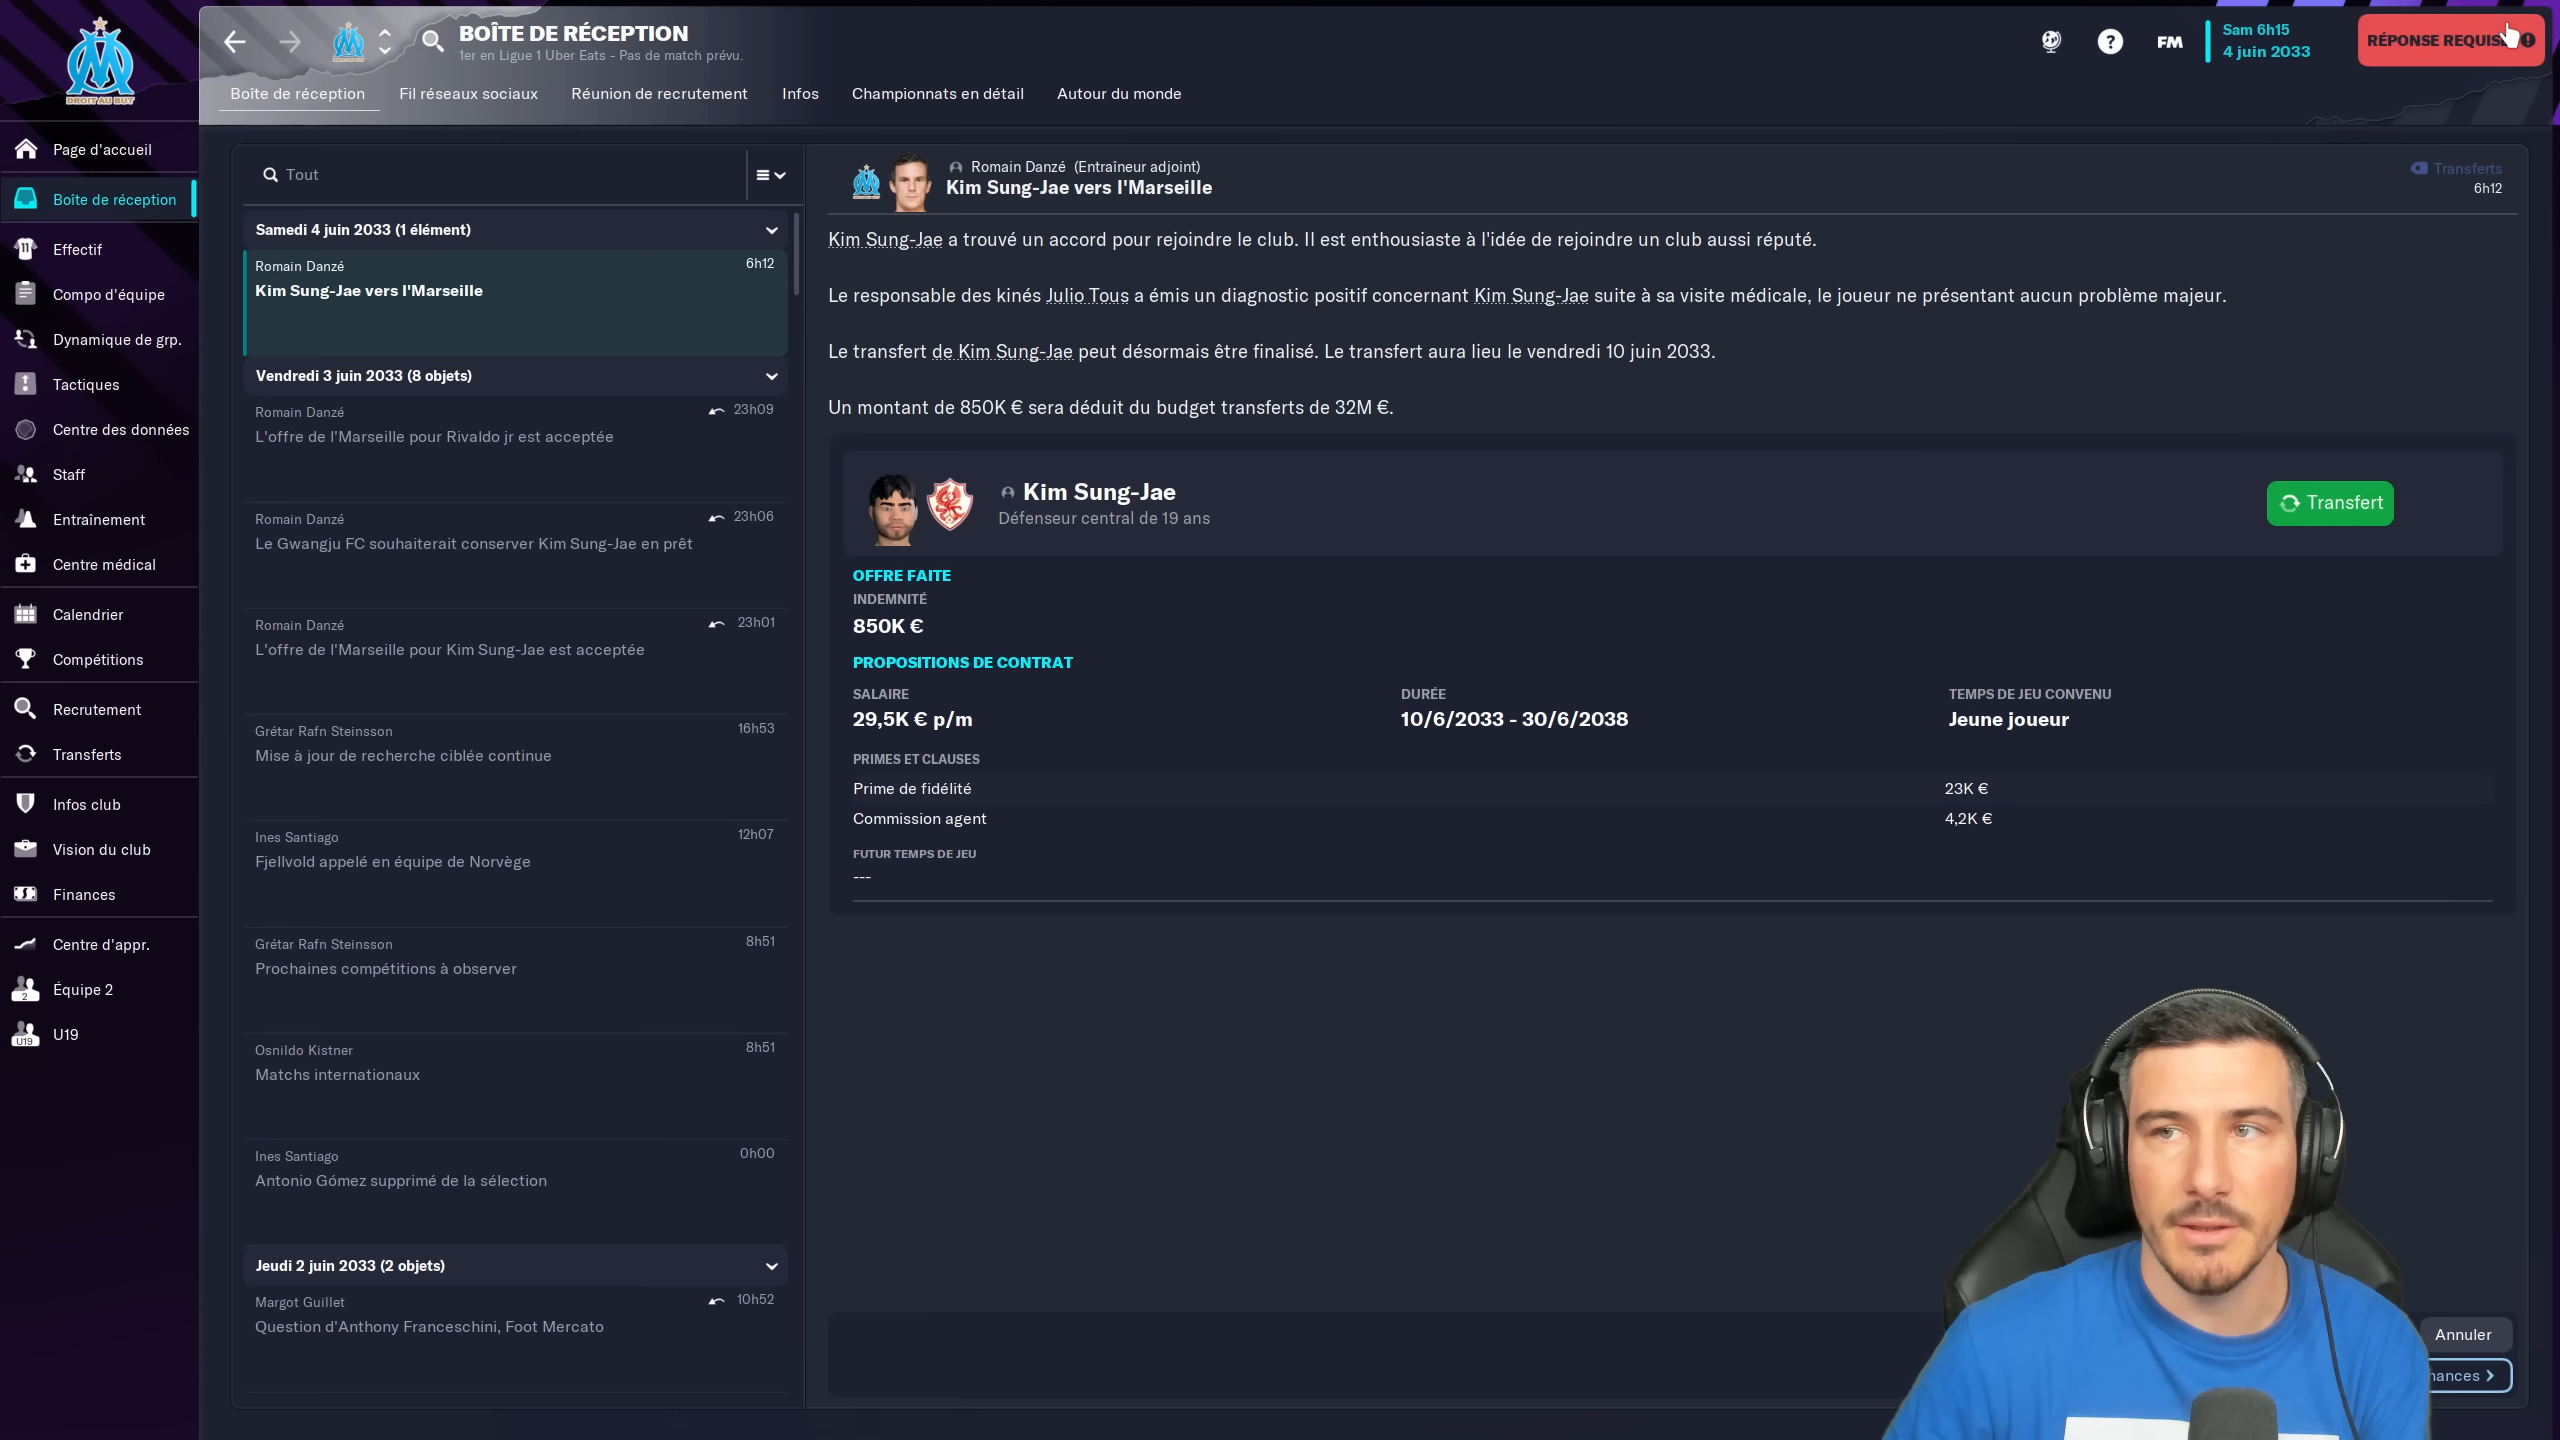 DROIT AU BUT
BOÎTE DE RÉCEPTION
1er en Ligue 1 Uber Eats - Pas de match prévu.
FM
Sam 6h15
4 juin 2033
RÉPONSE REQUISE
Boîte de réception
Fil réseaux sociaux
Réunion de recrutement
Infos
Championnats en détail
Autour du monde
Page d'accueil
Boîte de réception
Effectif
Compo d'équipe
Dynamique de grp.
Tactiques
Centre des données
Staff
Entraînement
Centre médical
Calendrier
Compétitions
Recrutement
Transferts
Infos club
Vision du club
Finances
Centre d'appr.
2
Équipe 2
U19
U19
Tout
Samedi 4 juin 2033 (1 élément)
Romain Danzé
6h12
Kim Sung-Jae vers l'Marseille
Vendredi 3 juin 2033 (8 objets)
Romain Danzé
23h09
L'offre de l'Marseille pour Rivaldo jr est acceptée
Romain Danzé
23h06
Le Gwangju FC souhaiterait conserver Kim Sung-Jae en prêt
Romain Danzé
23h01
L'offre de l'Marseille pour Kim Sung-Jae est acceptée
Grétar Rafn Steinsson
16h53
Mise à jour de recherche ciblée continue
Ines Santiago
12h07
Fjellvold appelé en équipe de Norvège
Grétar Rafn Steinsson
8h51
Prochaines compétitions à observer
Osnildo Kistner
8h51
Matchs internationaux
Ines Santiago
0h00
Antonio Gómez supprimé de la sélection
Jeudi 2 juin 2033 (2 objets)
Margot Guillet
10h52
Question d'Anthony Franceschini, Foot Mercato
Romain Danzé (Entraîneur adjoint)
Kim Sung-Jae vers l'Marseille
Transferts
6h12
Kim Sung-Jae a trouvé un accord pour rejoindre le club. Il est enthousiaste à l'idée de rejoindre un club aussi réputé.
Le responsable des kinés Julio Tous a émis un diagnostic positif concernant Kim Sung-Jae suite à sa visite médicale, le joueur ne présentant aucun problème majeur.
Le transfert de Kim Sung-Jae peut désormais être finalisé. Le transfert aura lieu le vendredi 10 juin 2033.
Un montant de 850K € sera déduit du budget transferts de 32M €.
Kim Sung-Jae
Défenseur central de 19 ans
Transfert
OFFRE FAITE
INDEMNITÉ
850K €
PROPOSITIONS DE CONTRAT
SALAIRE
DURÉE
TEMPS DE JEU CONVENU
29,5K € p/m
10/6/2033 - 30/6/2038
Jeune joueur
PRIMES ET CLAUSES
Prime de fidélité
23K €
Commission agent
4,2K €
FUTUR TEMPS DE JEU
---
Annuler